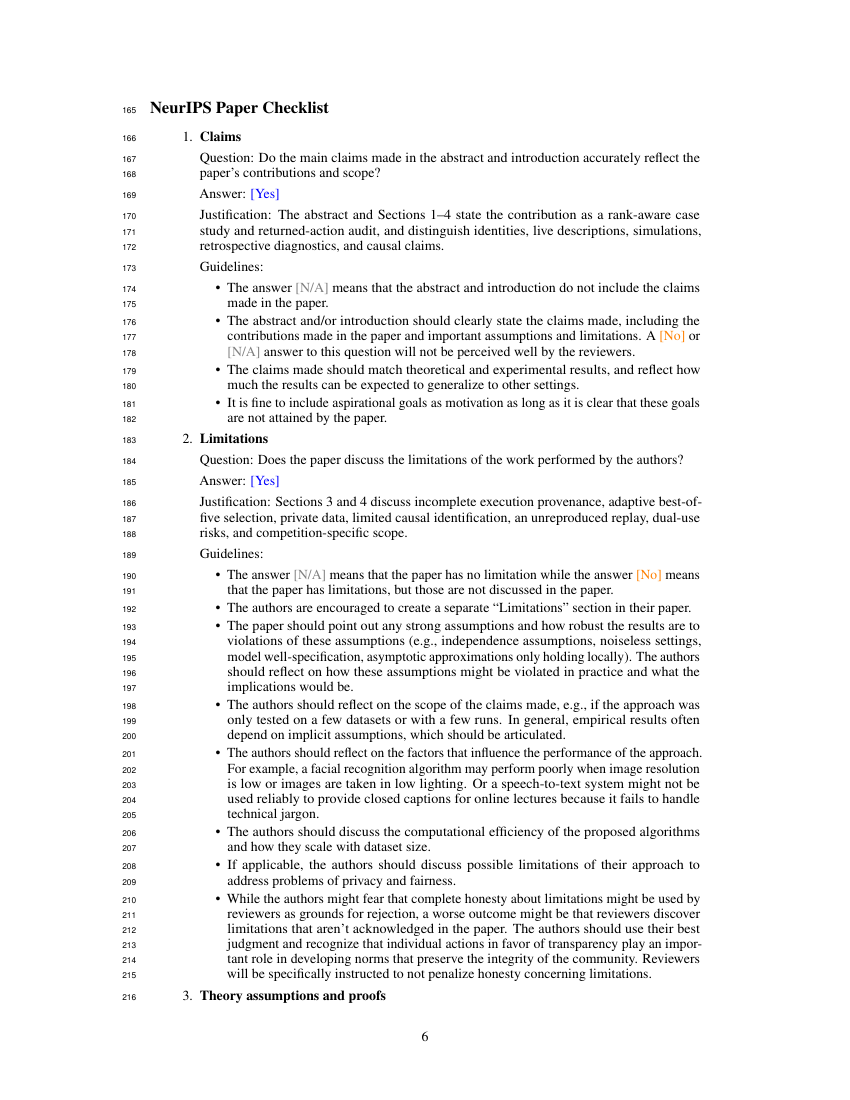 165 NeurIPS Paper Checklist
166 1. Claims
167 Question: Do the main claims made in the abstract and introduction accurately reflect the
168 paper's contributions and scope?
169 Answer: [Yes]
170 Justification: The abstract and Sections 1–4 state the contribution as a rank-aware case
171 study and returned-action audit, and distinguish identities, live descriptions, simulations,
172 retrospective diagnostics, and causal claims.
173 Guidelines:
174 • The answer [N/A] means that the abstract and introduction do not include the claims
175 made in the paper.
176 • The abstract and/or introduction should clearly state the claims made, including the
177 contributions made in the paper and important assumptions and limitations. A [No] or
178 [N/A] answer to this question will not be perceived well by the reviewers.
179 • The claims made should match theoretical and experimental results, and reflect how
180 much the results can be expected to generalize to other settings.
181 • It is fine to include aspirational goals as motivation as long as it is clear that these goals
182 are not attained by the paper.
183 2. Limitations
184 Question: Does the paper discuss the limitations of the work performed by the authors?
185 Answer: [Yes]
186 Justification: Sections 3 and 4 discuss incomplete execution provenance, adaptive best-of-
187 five selection, private data, limited causal identification, an unreproduced replay, dual-use
188 risks, and competition-specific scope.
189 Guidelines:
190 • The answer [N/A] means that the paper has no limitation while the answer [No] means
191 that the paper has limitations, but those are not discussed in the paper.
192 • The authors are encouraged to create a separate “Limitations” section in their paper.
193 • The paper should point out any strong assumptions and how robust the results are to
194 violations of these assumptions (e.g., independence assumptions, noiseless settings,
195 model well-specification, asymptotic approximations only holding locally). The authors
196 should reflect on how these assumptions might be violated in practice and what the
197 implications would be.
198 • The authors should reflect on the scope of the claims made, e.g., if the approach was
199 only tested on a few datasets or with a few runs. In general, empirical results often
200 depend on implicit assumptions, which should be articulated.
201 • The authors should reflect on the factors that influence the performance of the approach.
202 For example, a facial recognition algorithm may perform poorly when image resolution
203 is low or images are taken in low lighting. Or a speech-to-text system might not be
204 used reliably to provide closed captions for online lectures because it fails to handle
205 technical jargon.
206 • The authors should discuss the computational efficiency of the proposed algorithms
207 and how they scale with dataset size.
208 • If applicable, the authors should discuss possible limitations of their approach to
209 address problems of privacy and fairness.
210 • While the authors might fear that complete honesty about limitations might be used by
211 reviewers as grounds for rejection, a worse outcome might be that reviewers discover
212 limitations that aren't acknowledged in the paper. The authors should use their best
213 judgment and recognize that individual actions in favor of transparency play an impor-
214 tant role in developing norms that preserve the integrity of the community. Reviewers
215 will be specifically instructed to not penalize honesty concerning limitations.
216 3. Theory assumptions and proofs
6